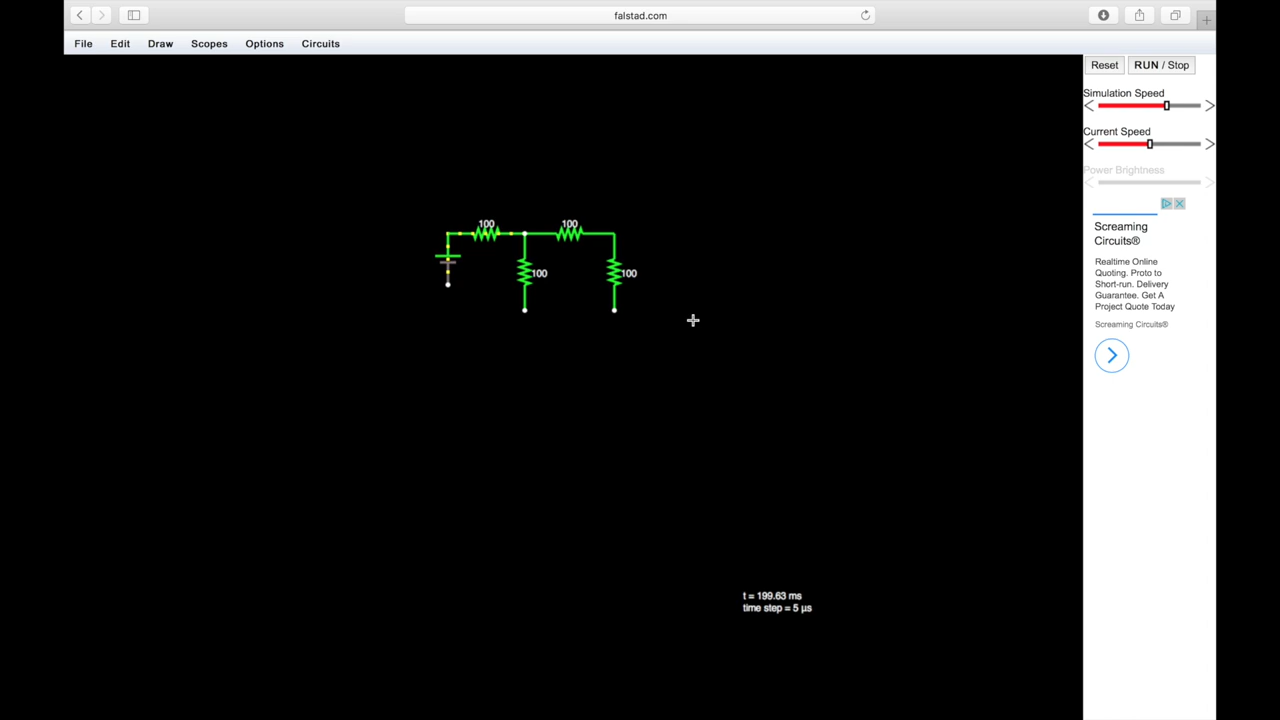 falstad.com
File Edit Draw Scopes Options Circuits
Reset RUN / Stop
Simulation Speed
Current Speed
Power Brightness
Screaming
Circuits®
Realtime Online
Quoting. Proto to
Short-run. Delivery
Guarantee. Get A
Project Quote Today
Screaming Circuits®
100 100
100 100
t = 199.63 ms
time step = 5 µs